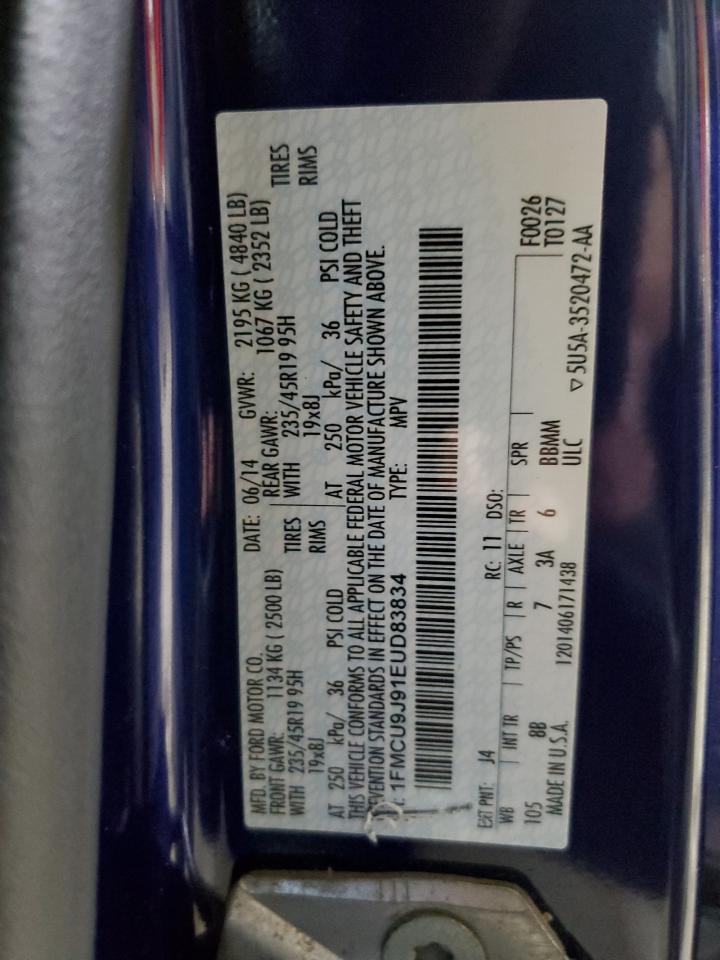 MFD. BY FORD MOTOR CO.
DATE: 06/14 GVWR: 2195 KG ( 4840 LB)
FRONT GAWR: 1134 KG ( 2500 LB)
REAR GAWR: 1067 KG ( 2352 LB)
WITH 235/45R19 95H TIRES
WITH 235/45R19 95H TIRES
19x8J RIMS
19x8J RIMS
AT 250 kPa/ 36 PSI COLD
AT 250 kPa/ 36 PSI COLD
THIS VEHICLE CONFORMS TO ALL APPLICABLE FEDERAL MOTOR VEHICLE SAFETY AND THEFT
PREVENTION STANDARDS IN EFFECT ON THE DATE OF MANUFACTURE SHOWN ABOVE.
1FMCU9J91EUD83834 TYPE: MPV
EXT PNT: J4 RC: 11 DSO:
WB INT TR TP/PS R AXLE TR SPR F0026
105 8B 7 3A 6 BBMM T0127
MADE IN U.S.A. 1201406171438 ULC ▽5U5A-3520472-AA